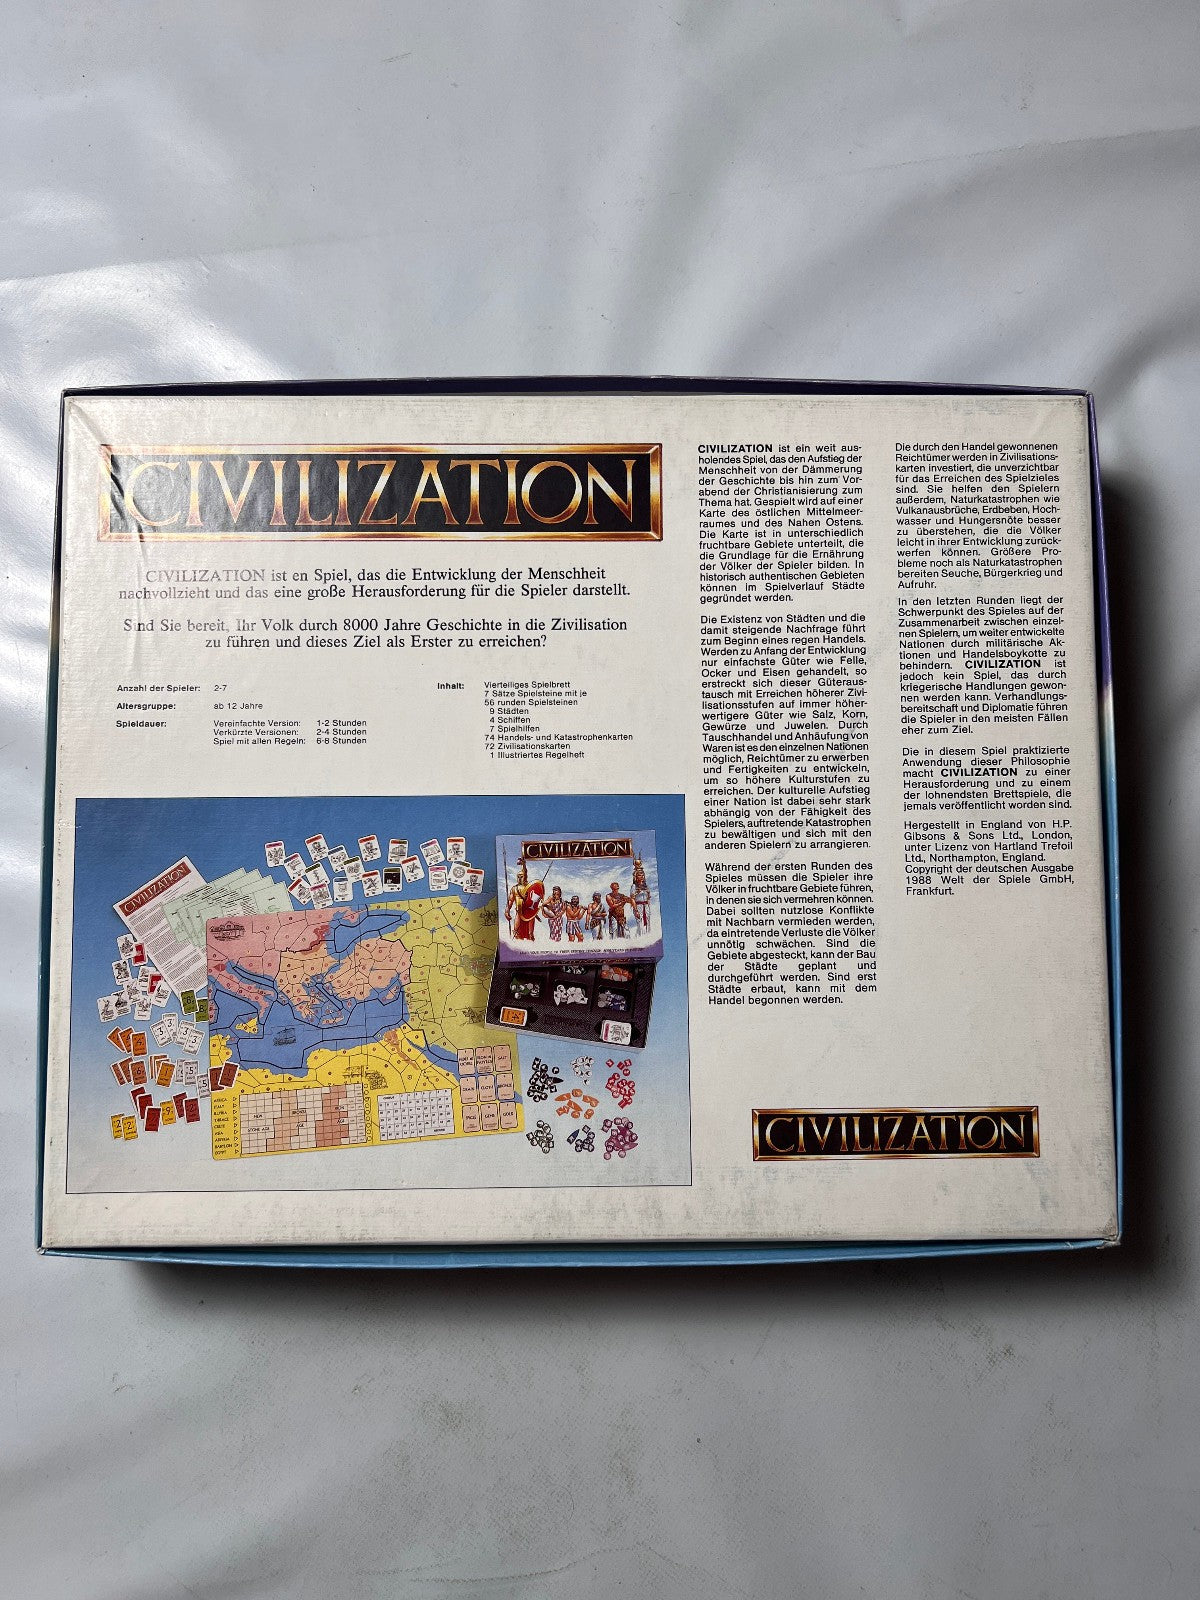 CIVILIZATION
CIVILIZATION ist en Spiel, das die Entwicklung der Menschheit
nachvollzieht und das eine große Herausforderung für die Spieler darstellt.
Sind Sie bereit, Ihr Volk durch 8000 Jahre Geschichte in die Zivilisation
zu führen und dieses Ziel als Erster zu erreichen?
Anzahl der Spieler: 2-7
Altersgruppe: ab 12 Jahre
Spieldauer: Vereinfachte Version: 1-2 Stunden
Verkürzte Versionen: 2-4 Stunden
Spiel mit allen Regeln: 6-8 Stunden
Inhalt: Vierteiliges Spielbrett
7 Sätze Spielsteine mit je
56 runden Spielsteinen
9 Städten
4 Schiffen
7 Spielhilfen
74 Handels- und Katastrophenkarten
72 Zivilisationskarten
1 Illustriertes Regelheft
CIVILIZATION
CIVILIZATION
CIVILIZATION ist ein weit aus-
holendes Spiel, das den Aufstieg der
Menschheit von der Dämmerung
der Geschichte bis hin zum Vor-
abend der Christianisierung zum
Thema hat. Gespielt wird auf einer
Karte des östlichen Mittelmeer-
raumes und des Nahen Ostens.
Die Karte ist in unterschiedlich
fruchtbare Gebiete unterteilt, die
die Grundlage für die Ernährung
der Völker der Spieler bilden. In
historisch authentischen Gebieten
können im Spielverlauf Städte
gegründet werden.
Die Existenz von Städten und die
damit steigende Nachfrage führt
zum Beginn eines regen Handels.
Werden zu Anfang der Entwicklung
nur einfachste Güter wie Felle,
Ocker und Eisen gehandelt, so
erstreckt sich dieser Güteraus-
tausch mit Erreichen höherer Zivi-
lisationsstufen auf immer höher-
wertigere Güter wie Salz, Korn,
Gewürze und Juwelen. Durch
Tauschhandel und Anhäufung von
Waren ist es den einzelnen Nationen
möglich, Reichtümer zu erwerben
und Fertigkeiten zu entwickeln,
um so höhere Kulturstufen zu
erreichen. Der kulturelle Aufstieg
einer Nation ist dabei sehr stark
abhängig von der Fähigkeit des
Spielers, auftretende Katastrophen
zu bewältigen und sich mit den
anderen Spielern zu arrangieren.
Während der ersten Runden des
Spieles müssen die Spieler ihre
Völker in fruchtbare Gebiete führen,
in denen sie sich vermehren können.
Dabei sollten nutzlose Konflikte
mit Nachbarn vermieden werden,
da eintretende Verluste die Völker
unnötig schwächen. Sind die
Gebiete abgesteckt, kann der Bau
der Städte geplant und
durchgeführt werden. Sind erst
Städte erbaut, kann mit dem
Handel begonnen werden.
Die durch den Handel gewonnenen
Reichtümer werden in Zivilisations-
karten investiert, die unverzichtbar
für das Erreichen des Spielzieles
sind. Sie helfen den Spielern
außerdem, Naturkatastrophen wie
Vulkanausbrüche, Erdbeben, Hoch-
wasser und Hungersnöte besser
zu überstehen, die die Völker
leicht in ihrer Entwicklung zurück-
werfen können. Größere Pro-
bleme noch als Naturkatastrophen
bereiten Seuche, Bürgerkrieg und
Aufruhr.
In den letzten Runden liegt der
Schwerpunkt des Spieles auf der
Zusammenarbeit zwischen einzel-
nen Spielern, um weiter entwickelte
Nationen durch militärische Ak-
tionen und Handelsboykotte zu
behindern. CIVILIZATION ist
jedoch kein Spiel, das durch
kriegerische Handlungen gewon-
nen werden kann. Verhandlungs-
bereitschaft und Diplomatie führen
die Spieler in den meisten Fällen
eher zum Ziel.
Die in diesem Spiel praktizierte
Anwendung dieser Philosophie
macht CIVILIZATION zu einer
Herausforderung und zu einem
der lohnendsten Brettspiele, die
jemals veröffentlicht worden sind.
Hergestellt in England von H.P.
Gibsons & Sons Ltd., London,
unter Lizenz von Hartland Trefoil
Ltd., Northampton, England.
Copyright der deutschen Ausgabe
1988 Welt der Spiele GmbH,
Frankfurt.
CIVILIZATION